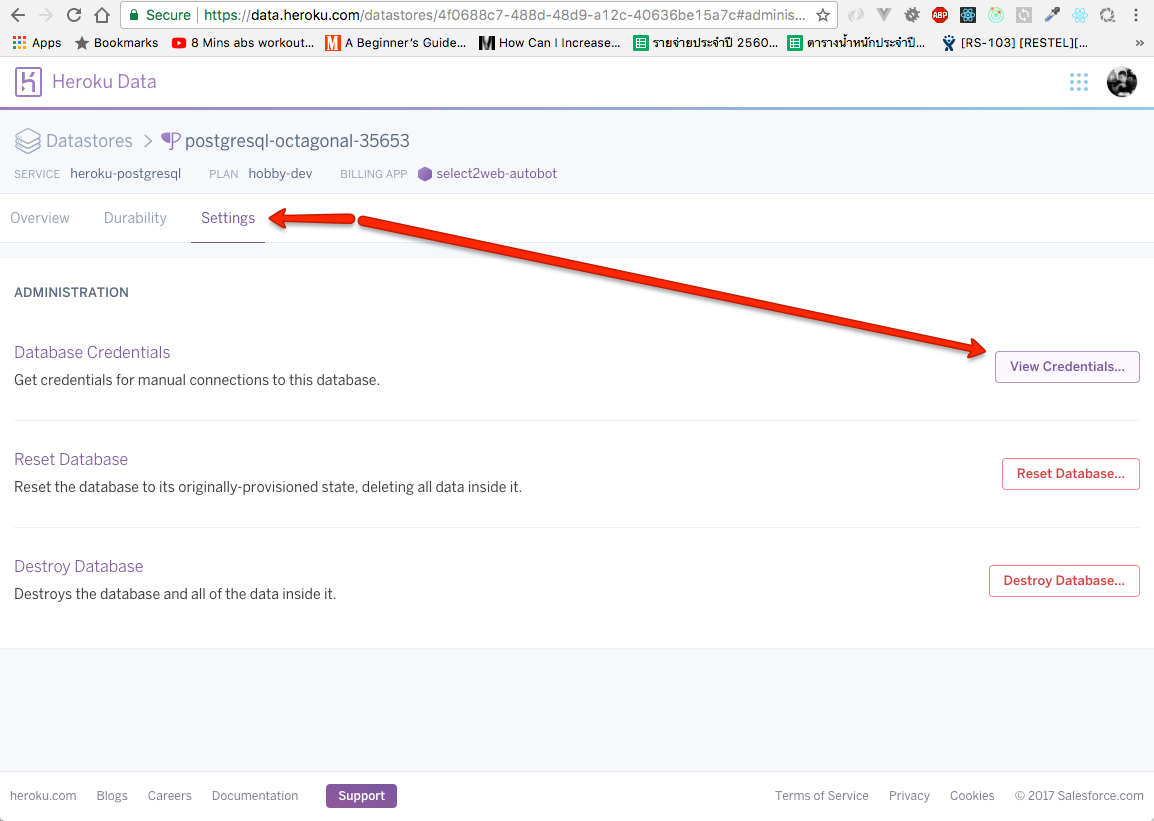 Secure https://data.heroku.com/datastores/4f0688c7-488d-48d9-a12c-40636be15a7c#adminis...
ABP
Apps Bookmarks 8 Mins abs workout... A Beginner's Guide... How Can I Increase... รายจ่ายประจำปี 2560... ตารางน้ำหนักประจำปี... [RS-103] [RESTEL][... »
Heroku Data
Datastores postgresql-octagonal-35653
SERVICE heroku-postgresql PLAN hobby-dev BILLING APP select2web-autobot
Overview Durability Settings
ADMINISTRATION
Database Credentials
Get credentials for manual connections to this database.
View Credentials...
Reset Database
Reset the database to its originally-provisioned state, deleting all data inside it.
Reset Database...
Destroy Database
Destroys the database and all of the data inside it.
Destroy Database...
heroku.com Blogs Careers Documentation Support Terms of Service Privacy Cookies © 2017 Salesforce.com